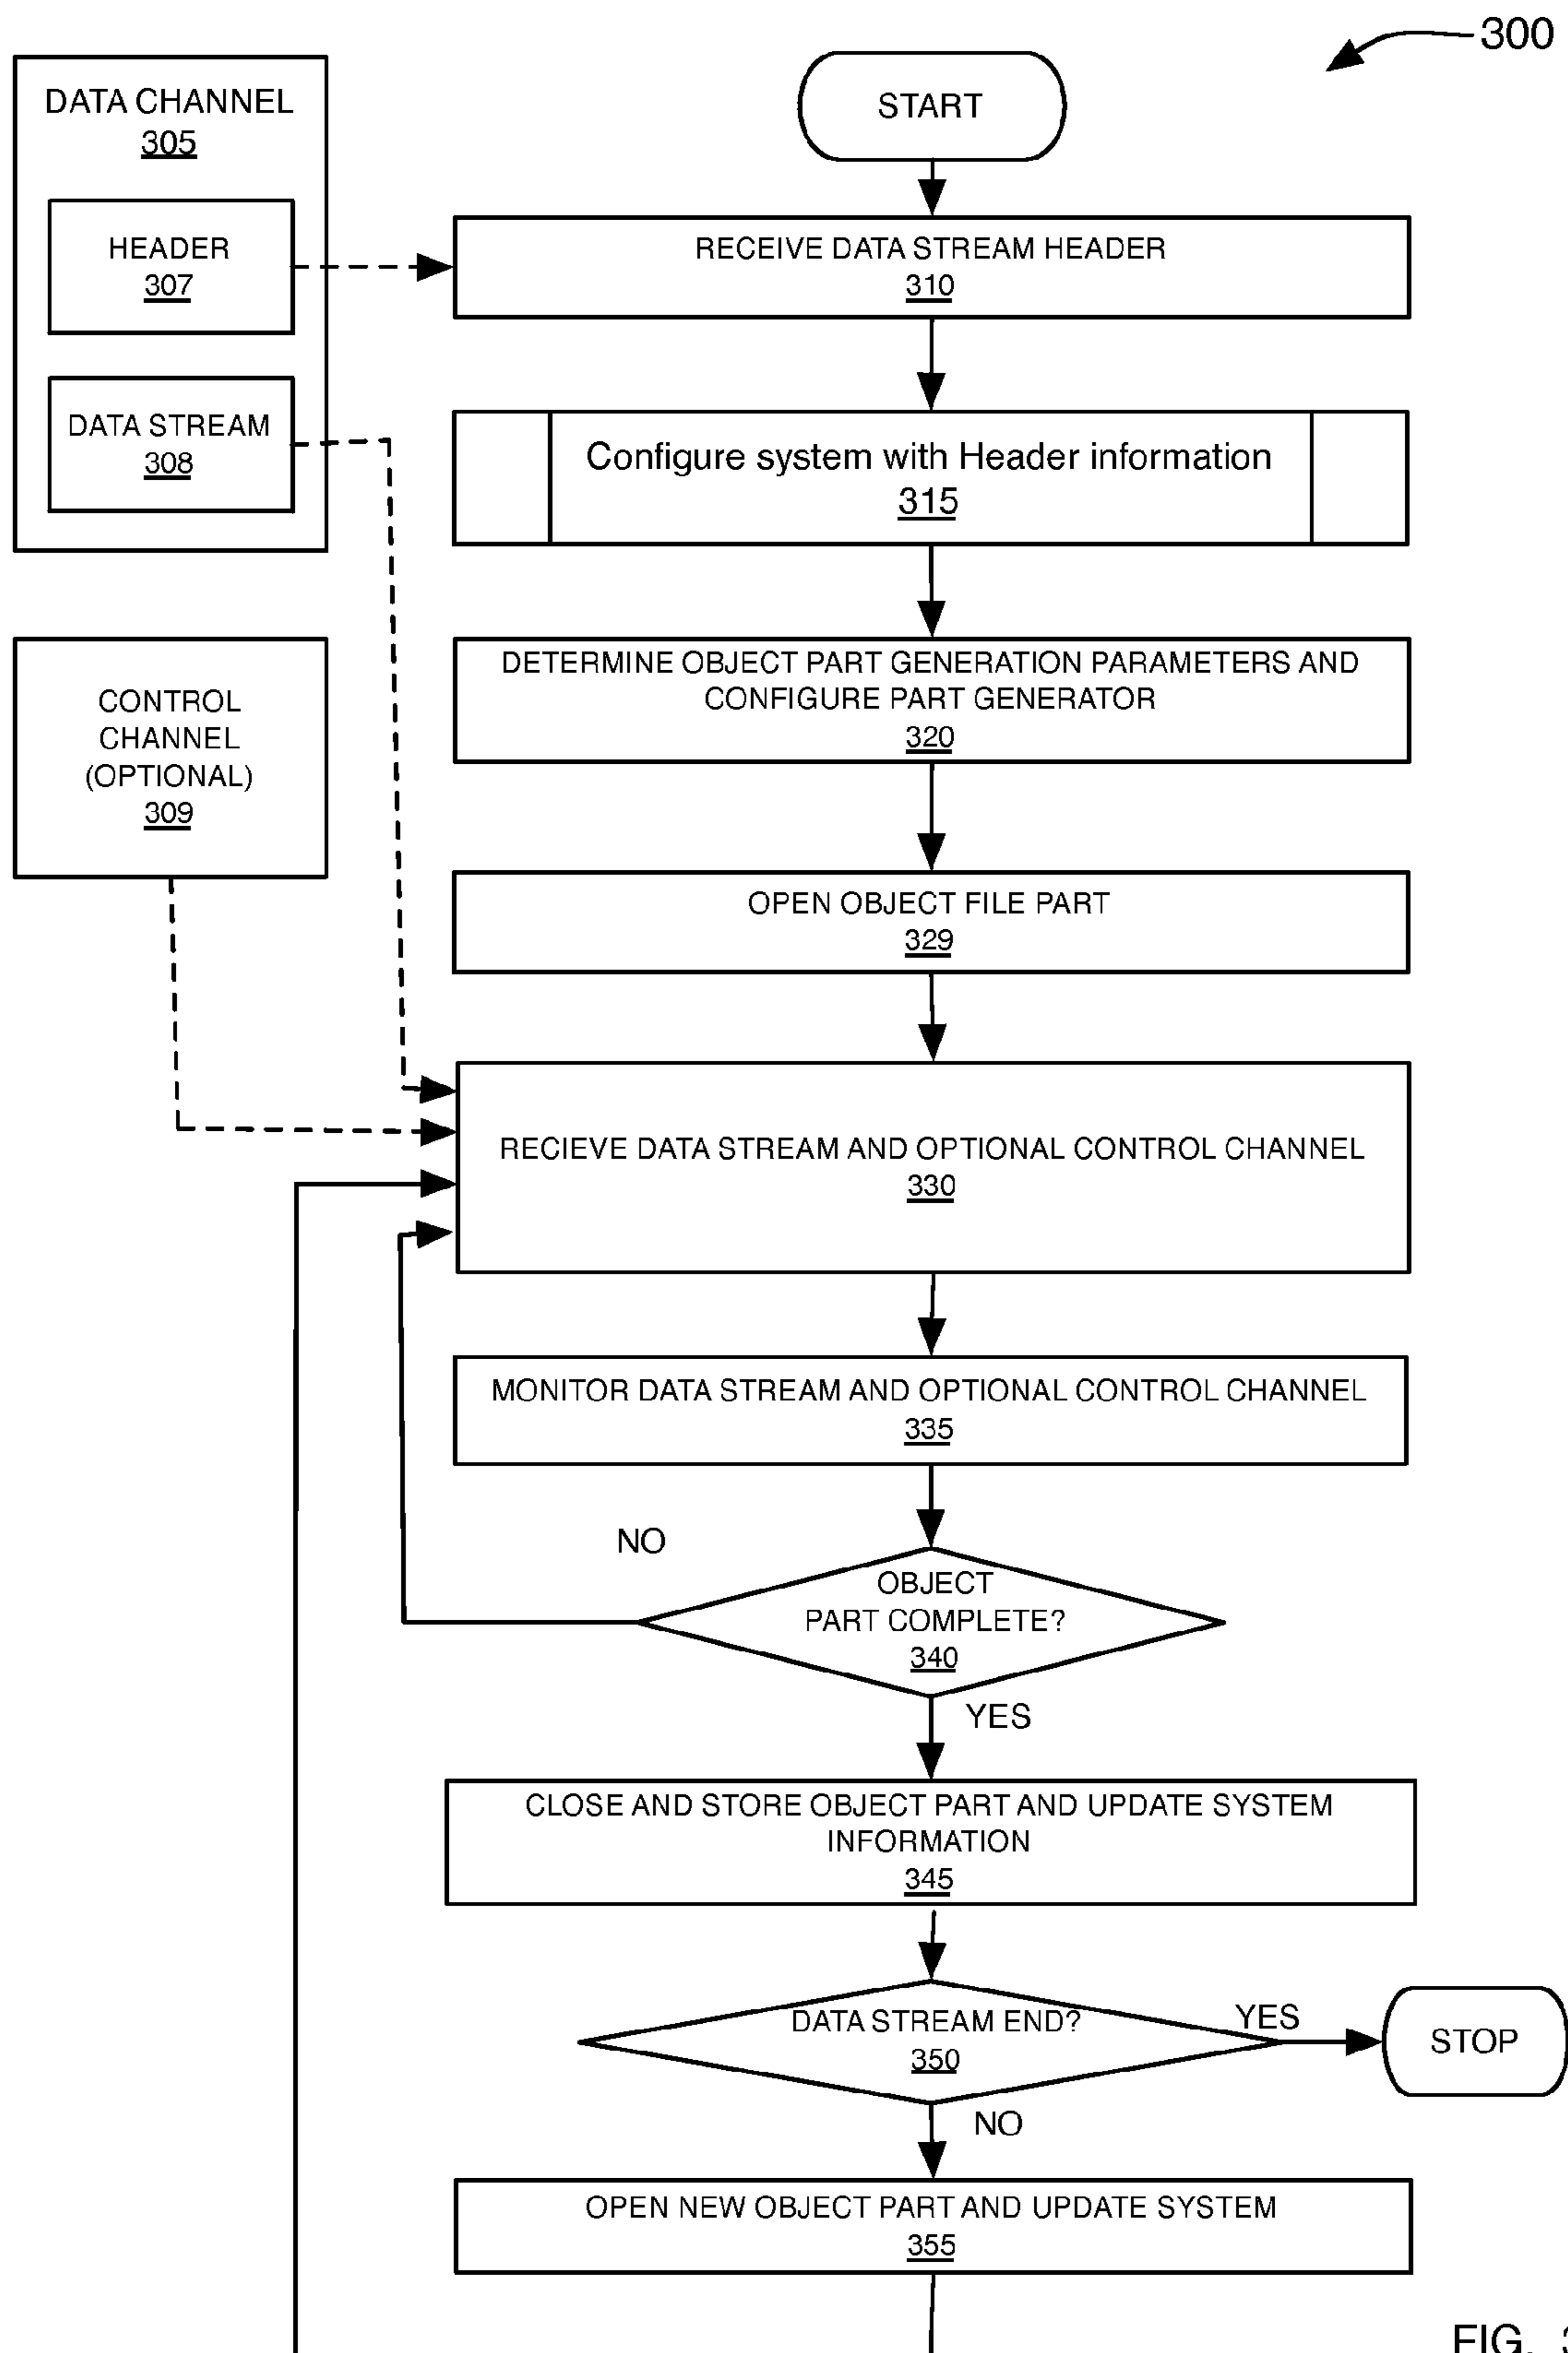 300
START
DATA CHANNEL
305
HEADER
307
DATA STREAM
308
CONTROL
CHANNEL
(OPTIONAL)
309
RECEIVE DATA STREAM HEADER
310
Configure system with Header information
315
DETERMINE OBJECT PART GENERATION PARAMETERS AND
CONFIGURE PART GENERATOR
320
OPEN OBJECT FILE PART
329
RECIEVE DATA STREAM AND OPTIONAL CONTROL CHANNEL
330
MONITOR DATA STREAM AND OPTIONAL CONTROL CHANNEL
335
NO
OBJECT
PART COMPLETE?
340
YES
CLOSE AND STORE OBJECT PART AND UPDATE SYSTEM
INFORMATION
345
DATA STREAM END?
350
YES
STOP
NO
OPEN NEW OBJECT PART AND UPDATE SYSTEM
355
FIG.